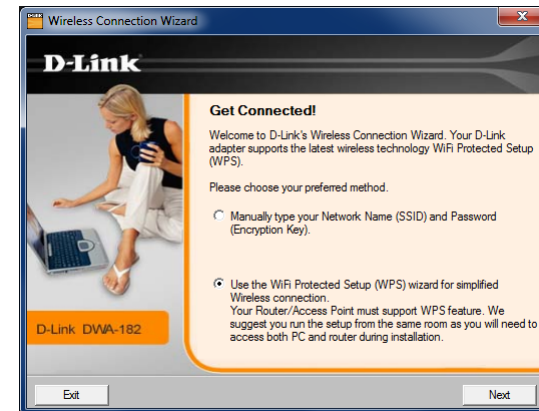 Wireless Connection Wizard
D-Link
Get Connected!
Welcome to D-Link's Wireless Connection Wizard. Your D-Link
adapter supports the latest wireless technology WiFi Protected Setup
(WPS).
Please choose your preferred method.
Manually type your Network Name (SSID) and Password
(Encryption Key).
Use the WiFi Protected Setup (WPS) wizard for simplified
Wireless connection.
Your Router/Access Point must support WPS feature. We
suggest you run the setup from the same room as you will need to
access both PC and router during installation.
D-Link DWA-182
Exit
Next